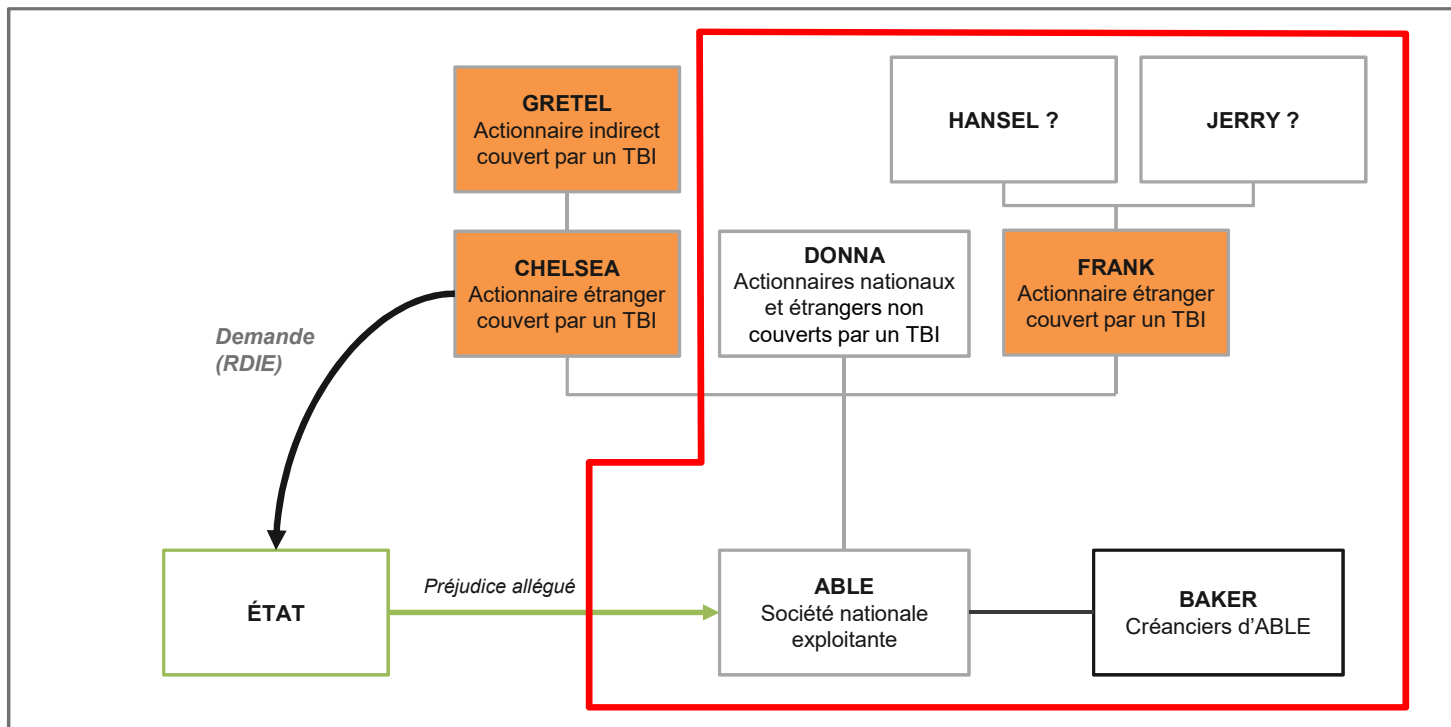 GRETEL
Actionnaire indirect
couvert par un TBI
HANSEL ?
JERRY ?
CHELSEA
Actionnaire étranger
couvert par un TBI
DONNA
Actionnaires nationaux
et étrangers non
couverts par un TBI
FRANK
Actionnaire étranger
couvert par un TBI
Demande
(RDIE)
ÉTAT
Préjudice allégué
ABLE
Société nationale
exploitante
BAKER
Créanciers d'ABLE